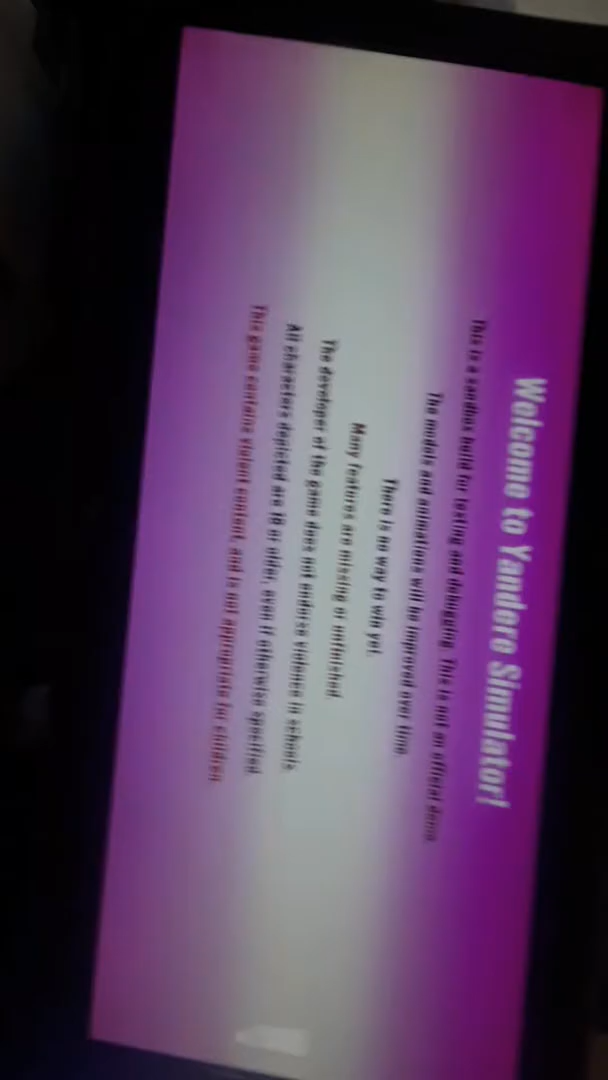 Welcome to Yandere Simulator!
This is a sandbox build for testing and debugging. This is not an official demo.
The models and animations will be improved over time.
There is no way to win yet.
Many features are missing or unfinished.
The developer of the game does not endorse violence in schools.
All characters depicted are 18 or older, even if otherwise specified.
This game contains violent content, and is not appropriate for children.